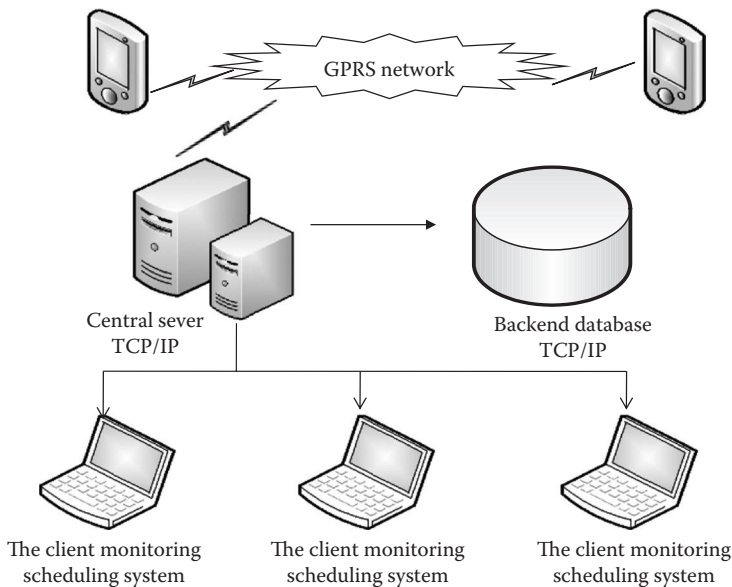 GPRS network
Central sever
TCP/IP
Backend database
TCP/IP
The client monitoring
scheduling system
The client monitoring
scheduling system
The client monitoring
scheduling system